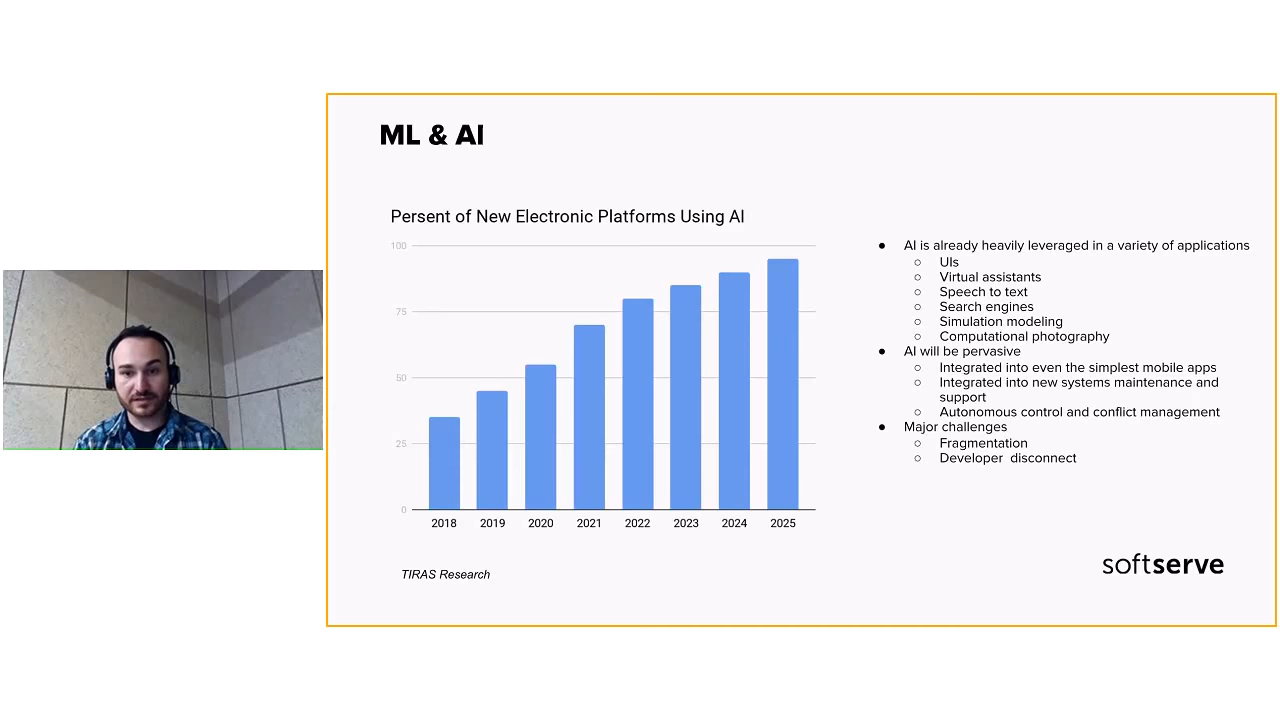 ML & AI
Persent of New Electronic Platforms Using AI
100
75
50
25
0
2018 2019 2020 2021 2022 2023 2024 2025
TIRAS Research
● AI is already heavily leveraged in a variety of applications
○ UIs
○ Virtual assistants
○ Speech to text
○ Search engines
○ Simulation modeling
○ Computational photography
● AI will be pervasive
○ Integrated into even the simplest mobile apps
○ Integrated into new systems maintenance and
support
○ Autonomous control and conflict management
● Major challenges
○ Fragmentation
○ Developer disconnect
softserve